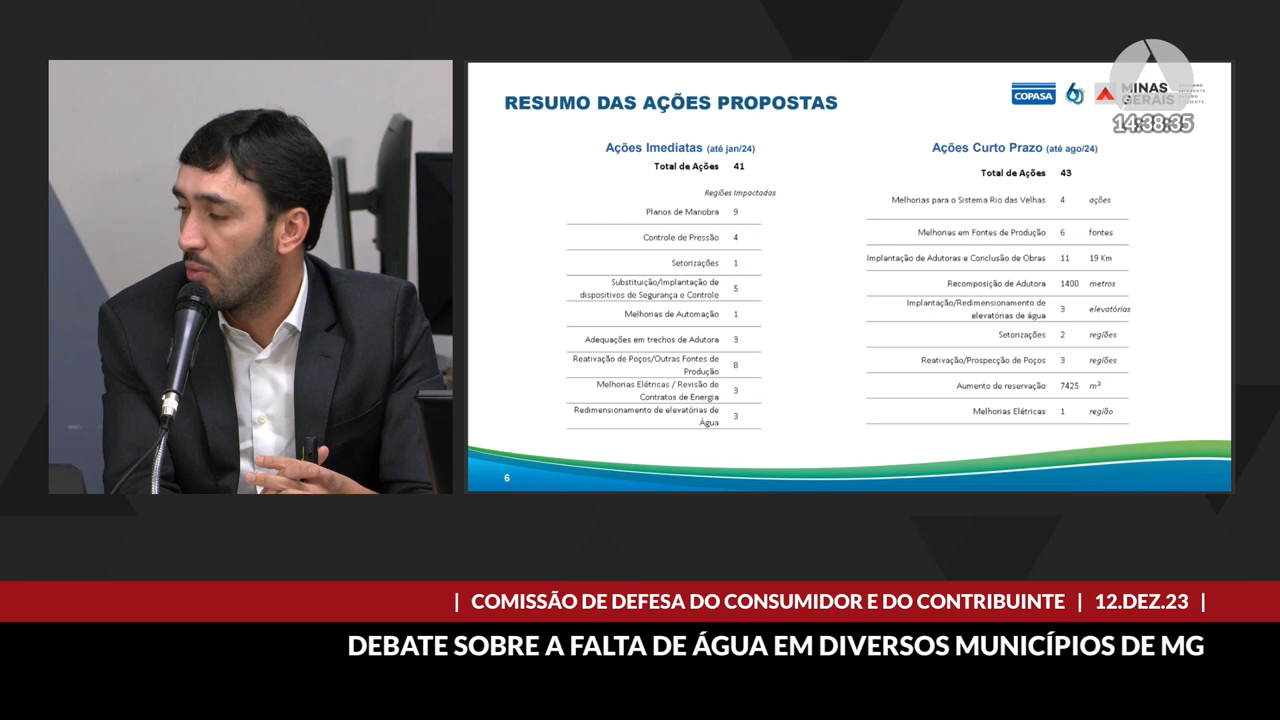 RESUMO DAS AÇÕES PROPOSTAS
COPASA
MINAS
GERAIS
14:38:35
Ações Imediatas (até jan/24)
Total de Ações 41
Regiões Impactadas
Planos de Manobra 9
Controle de Pressão 4
Setorizações 1
Substituição/Implantação de
dispositivos de Segurança e Controle 5
Melhorias de Automação 1
Adequações em trechos de Adutora 3
Reativação de Poços/Outras Fontes de
Produção 8
Melhorias Elétricas / Revisão de
Contratos de Energia 3
Redimensionamento de elevatórias de
Água 3
Ações Curto Prazo (até ago/24)
Total de Ações 43
Melhorias para o Sistema Rio das Velhas 4 ações
Melhorias em Fontes de Produção 6 fontes
Implantação de Adutoras e Conclusão de Obras 11 19 Km
Recomposição de Adutora 1400 metros
Implantação/Redimensionamento de
elevatórias de água 3 elevatórias
Setorizações 2 regiões
Reativação/Prospecção de Poços 3 regiões
Aumento de reservação 7425 m³
Melhorias Elétricas 1 região
6
| COMISSÃO DE DEFESA DO CONSUMIDOR E DO CONTRIBUINTE | 12.DEZ.23 |
DEBATE SOBRE A FALTA DE ÁGUA EM DIVERSOS MUNICÍPIOS DE MG